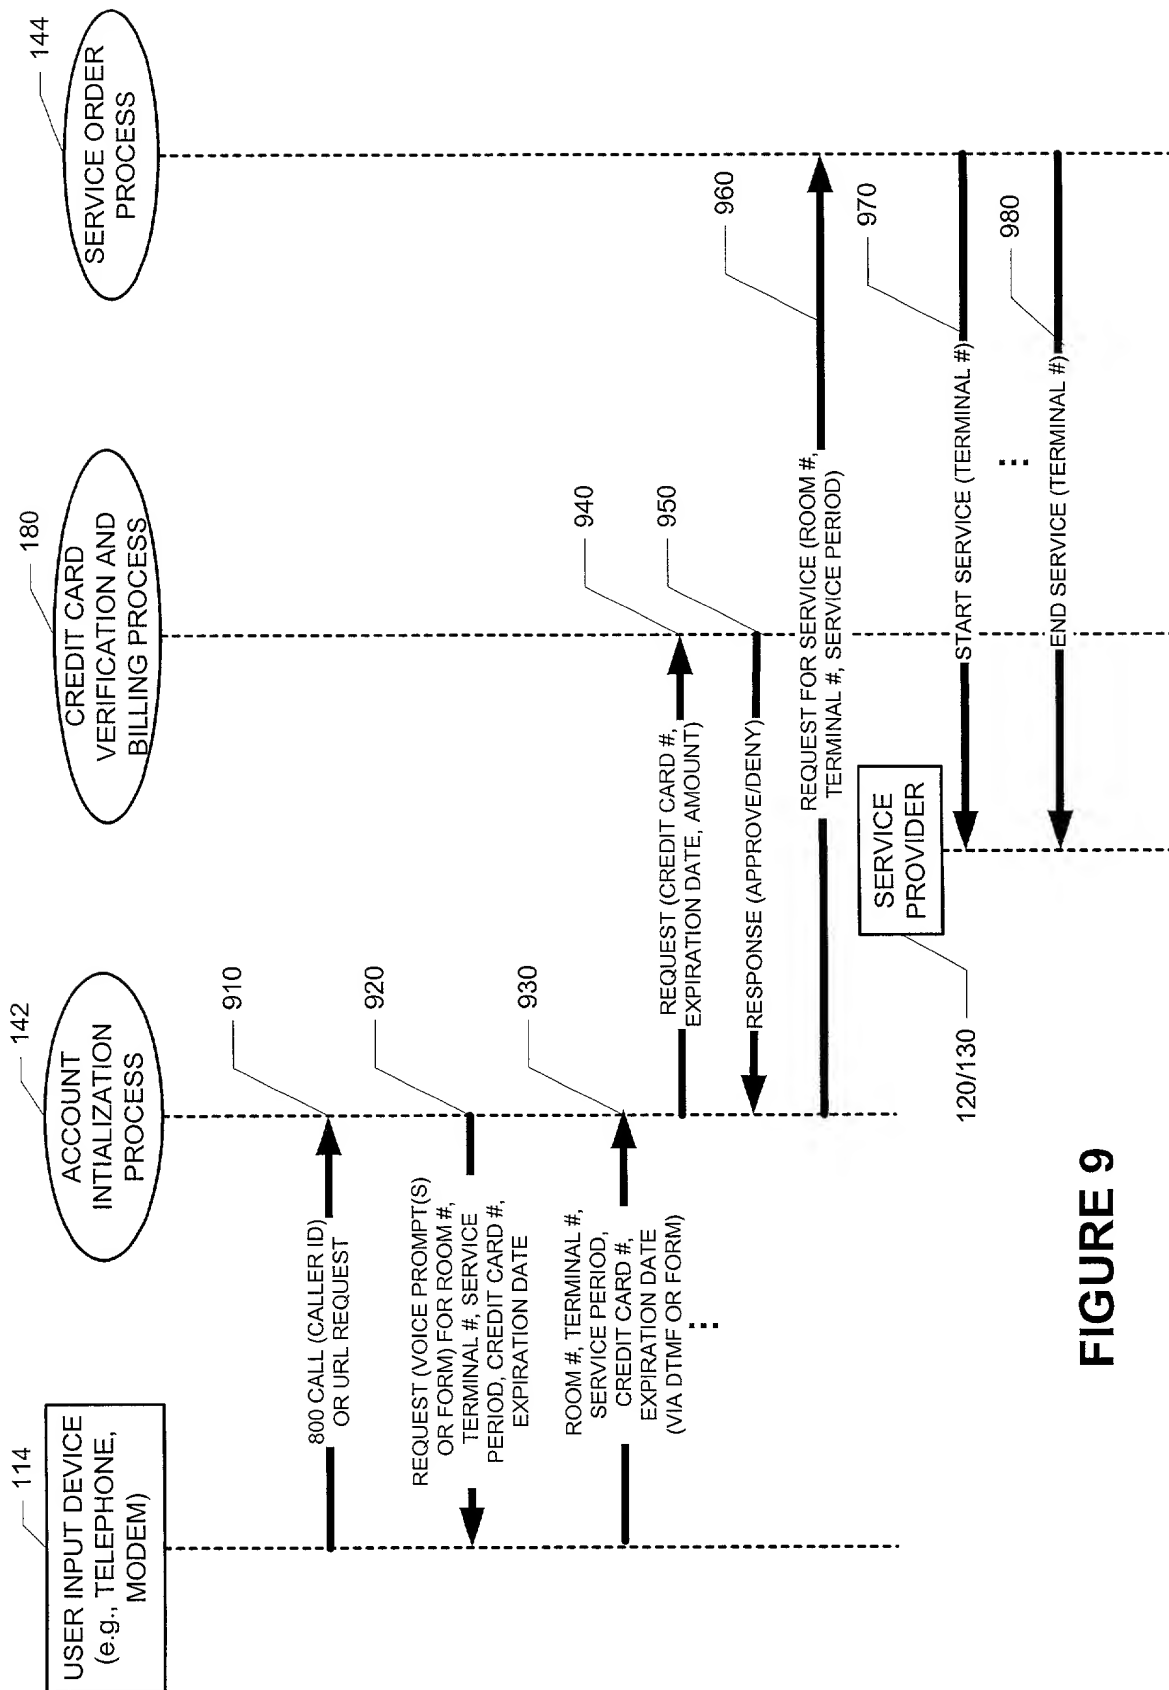 114
USER INPUT DEVICE
(e.g., TELEPHONE,
MODEM)
142
ACCOUNT
INTIALIZATION
PROCESS
180
CREDIT CARD
VERIFICATION AND
BILLING PROCESS
144
SERVICE ORDER
PROCESS
800 CALL (CALLER ID)
OR URL REQUEST
910
REQUEST (VOICE PROMPT(S)
OR FORM) FOR ROOM #,
TERMINAL #, SERVICE
PERIOD, CREDIT CARD #,
EXPIRATION DATE
920
ROOM #, TERMINAL #,
SERVICE PERIOD,
CREDIT CARD #,
EXPIRATION DATE
(VIA DTMF OR FORM)
930
...
REQUEST (CREDIT CARD #,
EXPIRATION DATE, AMOUNT)
940
RESPONSE (APPROVE/DENY)
950
REQUEST FOR SERVICE (ROOM #,
TERMINAL #, SERVICE PERIOD)
960
SERVICE
PROVIDER
120/130
START SERVICE (TERMINAL #)
970
...
END SERVICE (TERMINAL #)
980
FIGURE 9